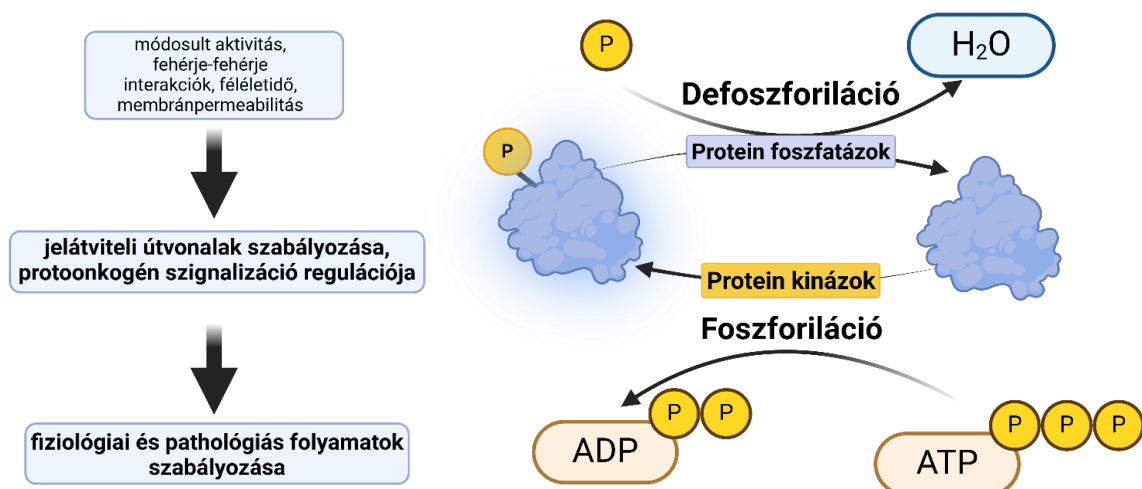 módosult aktivitás,
fehérje-fehérje
interakciók, féléletidő,
membránpermeabilitás
jelátviteli útvonalak szabályozása,
protoonkogén szignalizáció regulációja
fiziológiai és pathológiás folyamatok
szabályozása
P
H₂O
Defoszforiláció
P
Protein foszfatázok
Protein kinázok
Foszforiláció
P P
ADP
P P P
ATP